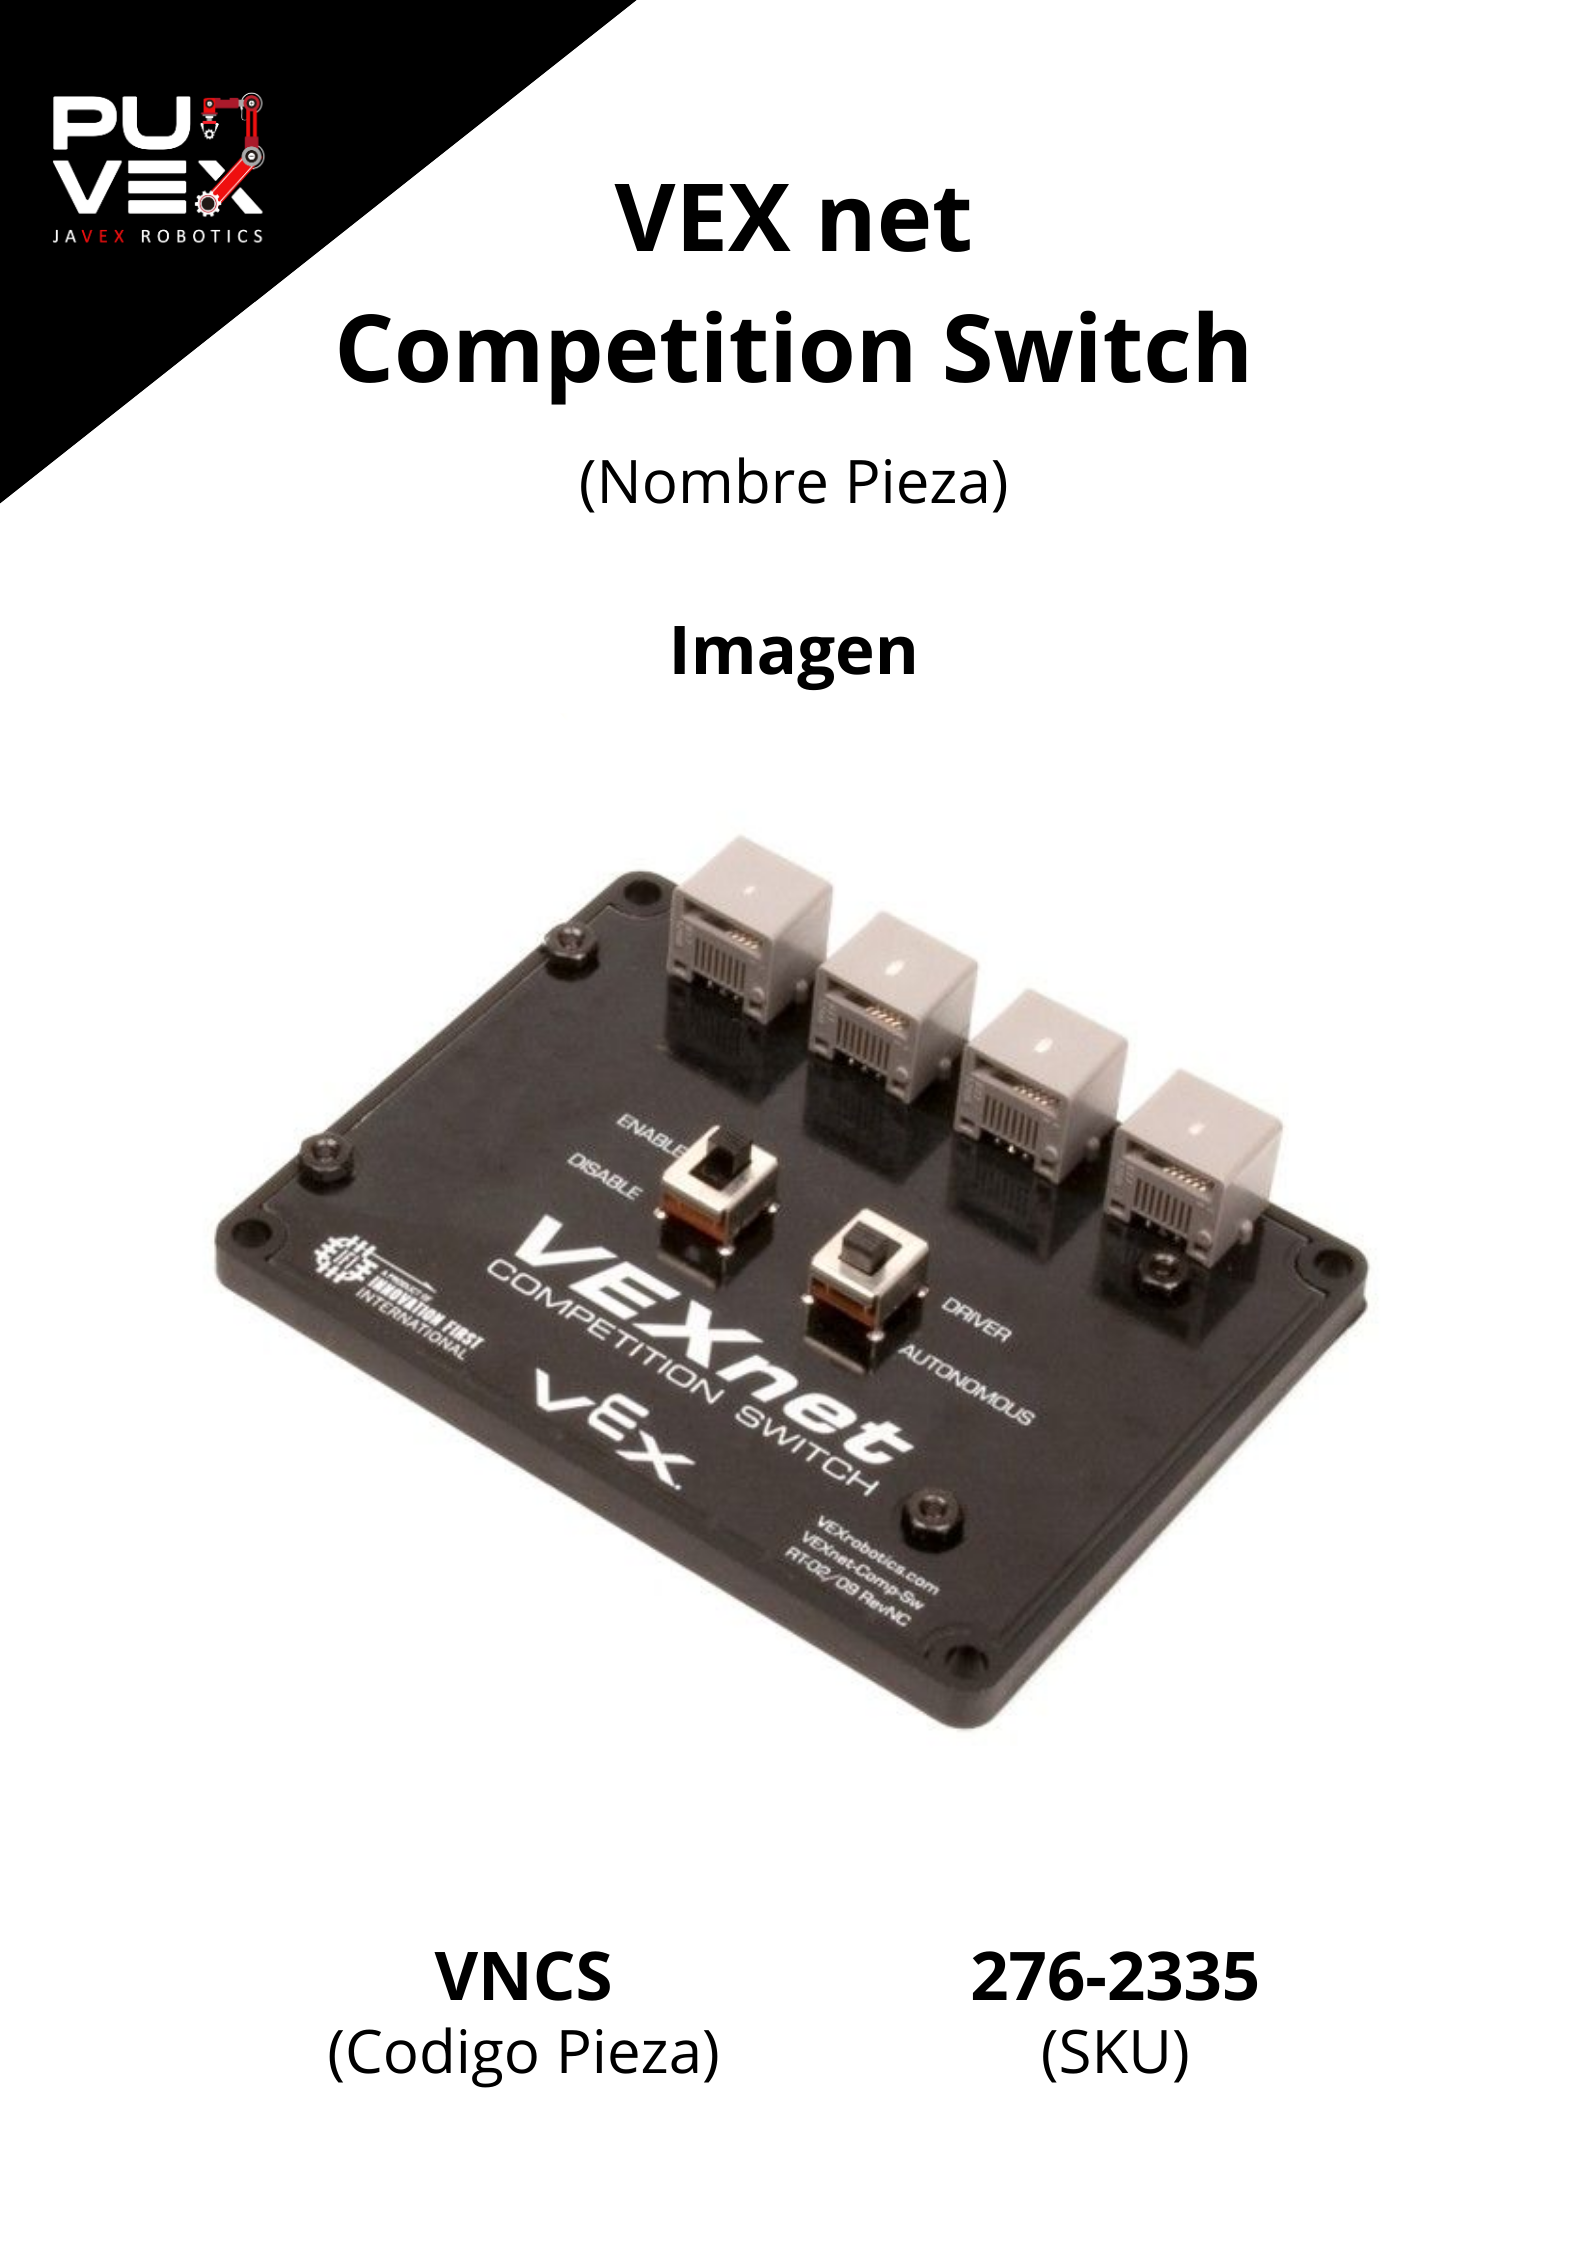 PU
VEX
JAVEX ROBOTICS
VEX net
Competition Switch
(Nombre Pieza)
Imagen
ENABLE
DISABLE
DRIVER
AUTONOMOUS
VEXnet
COMPETITION SWITCH
VEX
IFI
A PRODUCT OF
INNOVATION FIRST
INTERNATIONAL
VEXrobotics.com
VEXnet-Comp-Sw
RT-02/09 RevNC
VNCS
(Codigo Pieza)
276-2335
(SKU)